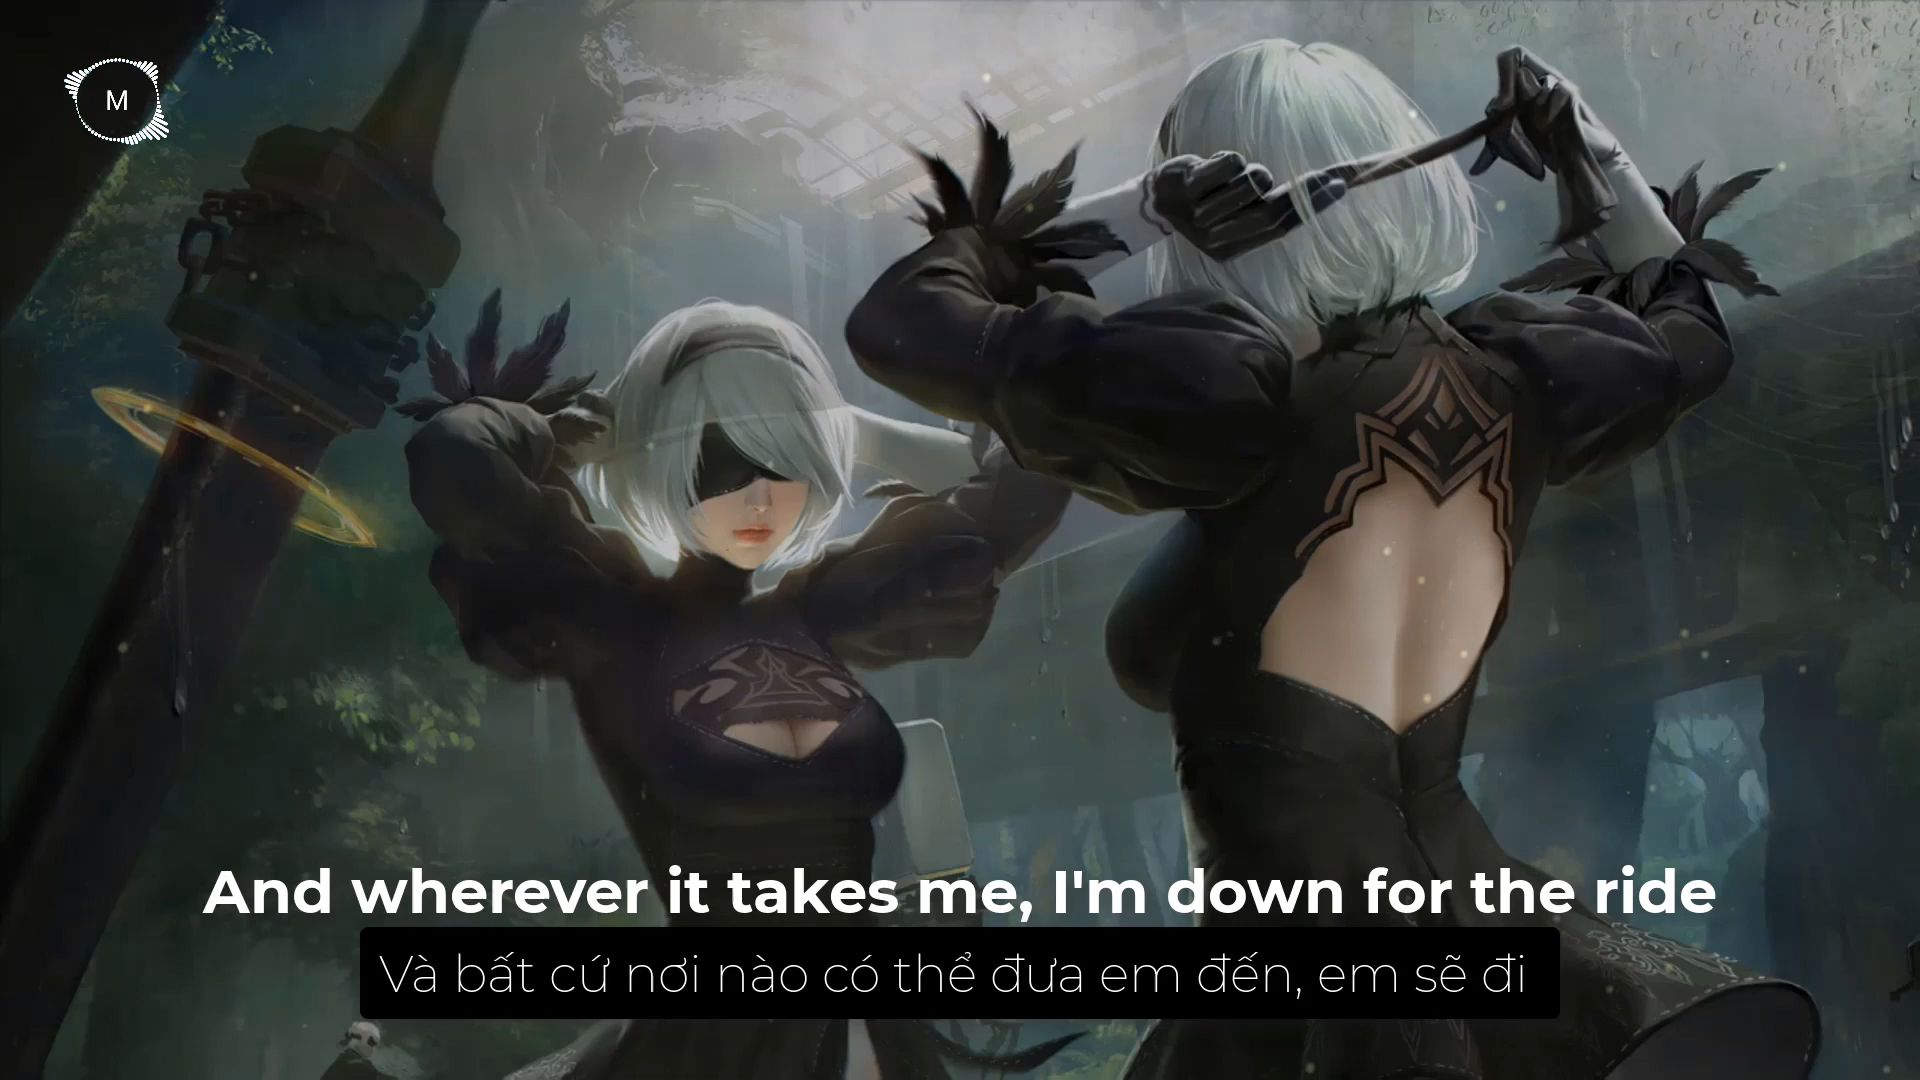 M
And wherever it takes me, I'm down for the ride
Và bất cứ nơi nào có thể đưa em đến, em sẽ đi